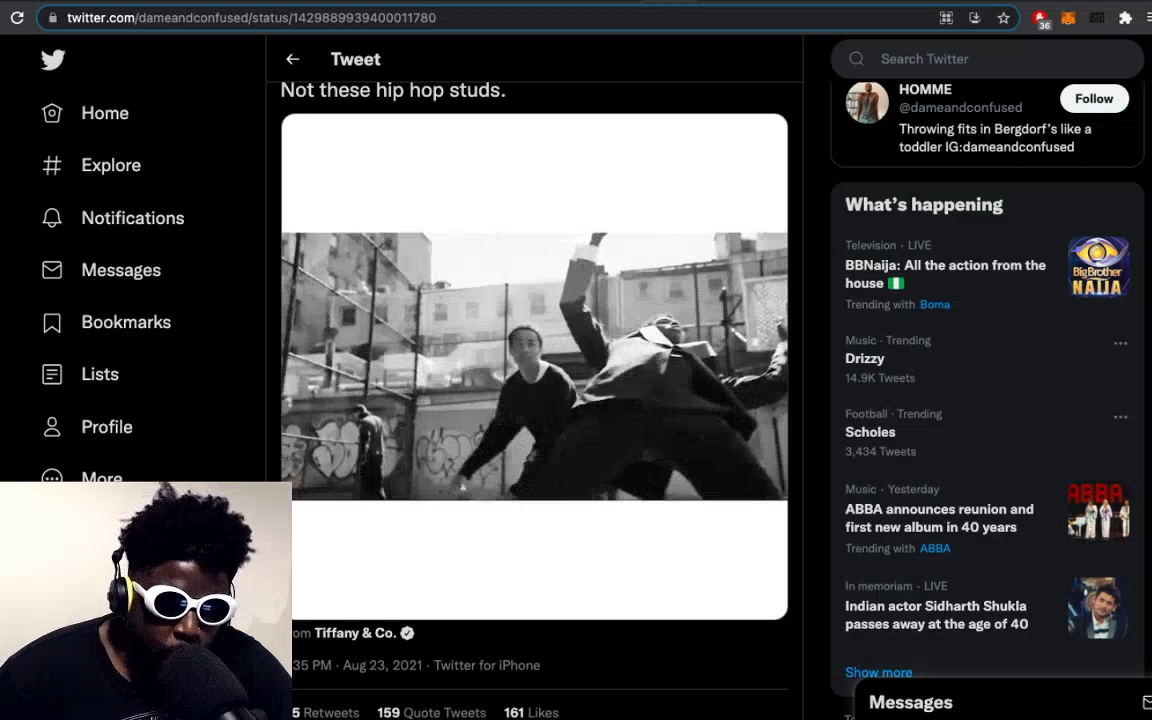 twitter.com/dameandconfused/status/1429889939400011780
36
Home
Explore
Notifications
Messages
Bookmarks
Lists
Profile
More
Tweet
Not these hip hop studs.
om Tiffany & Co.
35 PM · Aug 23, 2021 · Twitter for iPhone
5 Retweets 159 Quote Tweets 161 Likes
Search Twitter
HOMME
@dameandconfused
Follow
Throwing fits in Bergdorf's like a
toddler IG:dameandconfused
What's happening
Television · LIVE
BBNaija: All the action from the
house
Trending with Boma
BigBrother
NAIJA
Music · Trending
Drizzy
14.9K Tweets
Football · Trending
Scholes
3,434 Tweets
Music · Yesterday
ABBA announces reunion and
first new album in 40 years
Trending with ABBA
ABBA
In memoriam · LIVE
Indian actor Sidharth Shukla
passes away at the age of 40
Show more
Messages